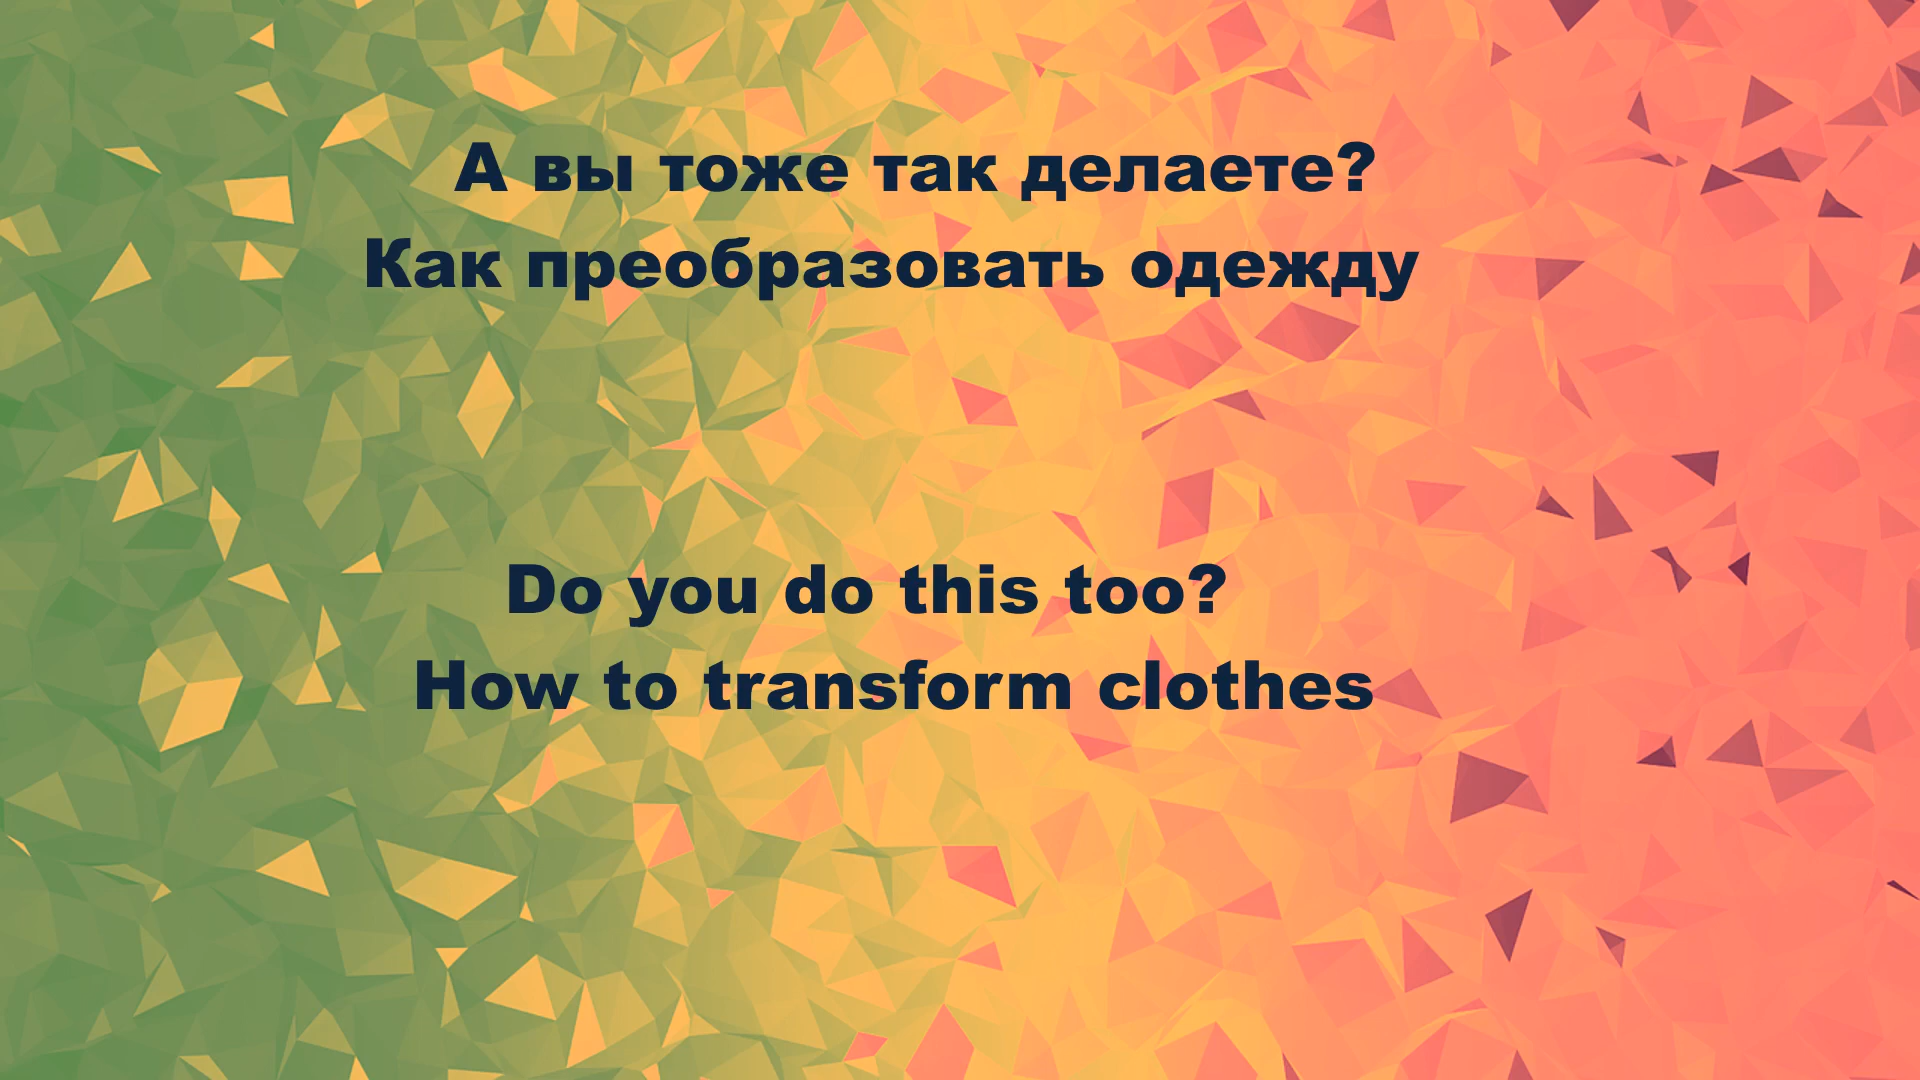 А вы тоже так делаете?
Как преобразовать одежду
Do you do this too?
How to transform clothes